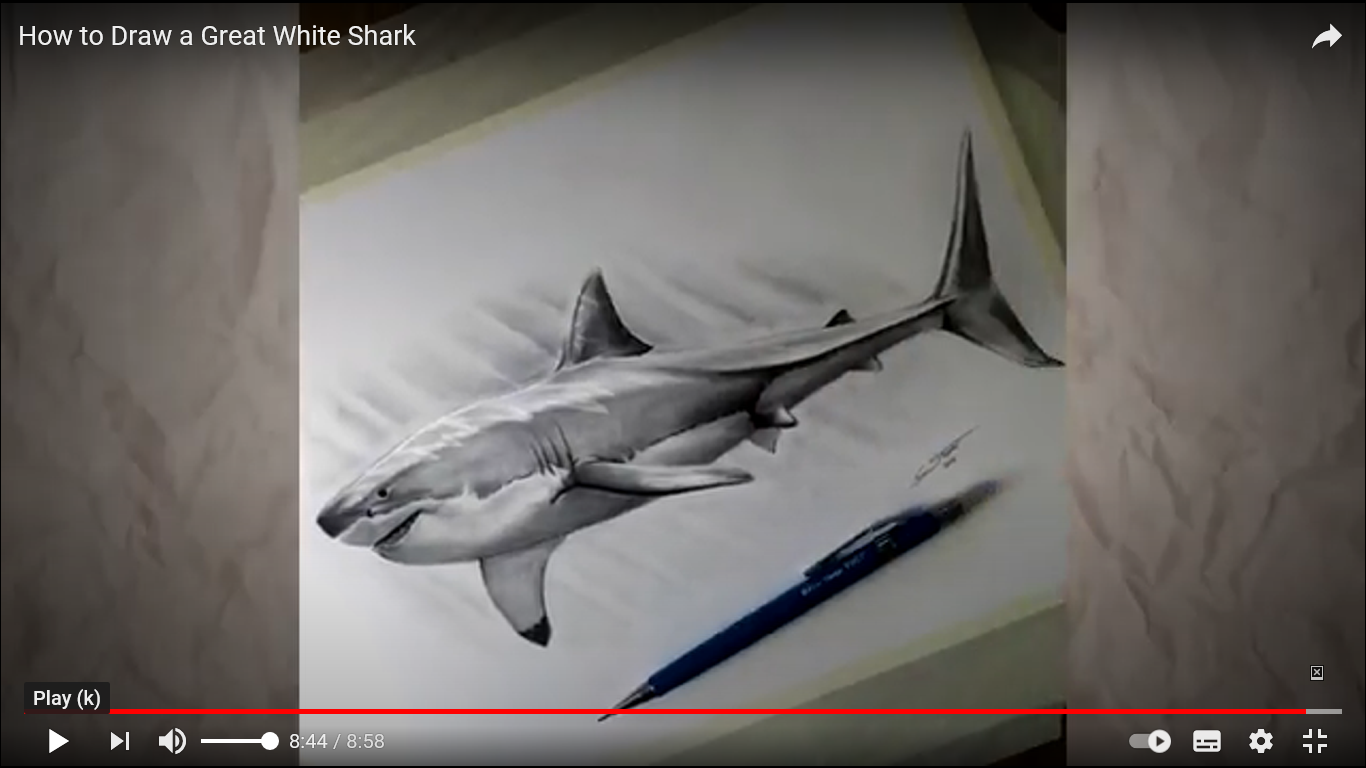 How to Draw a Great White Shark
Play (k)
8:44 / 8:58